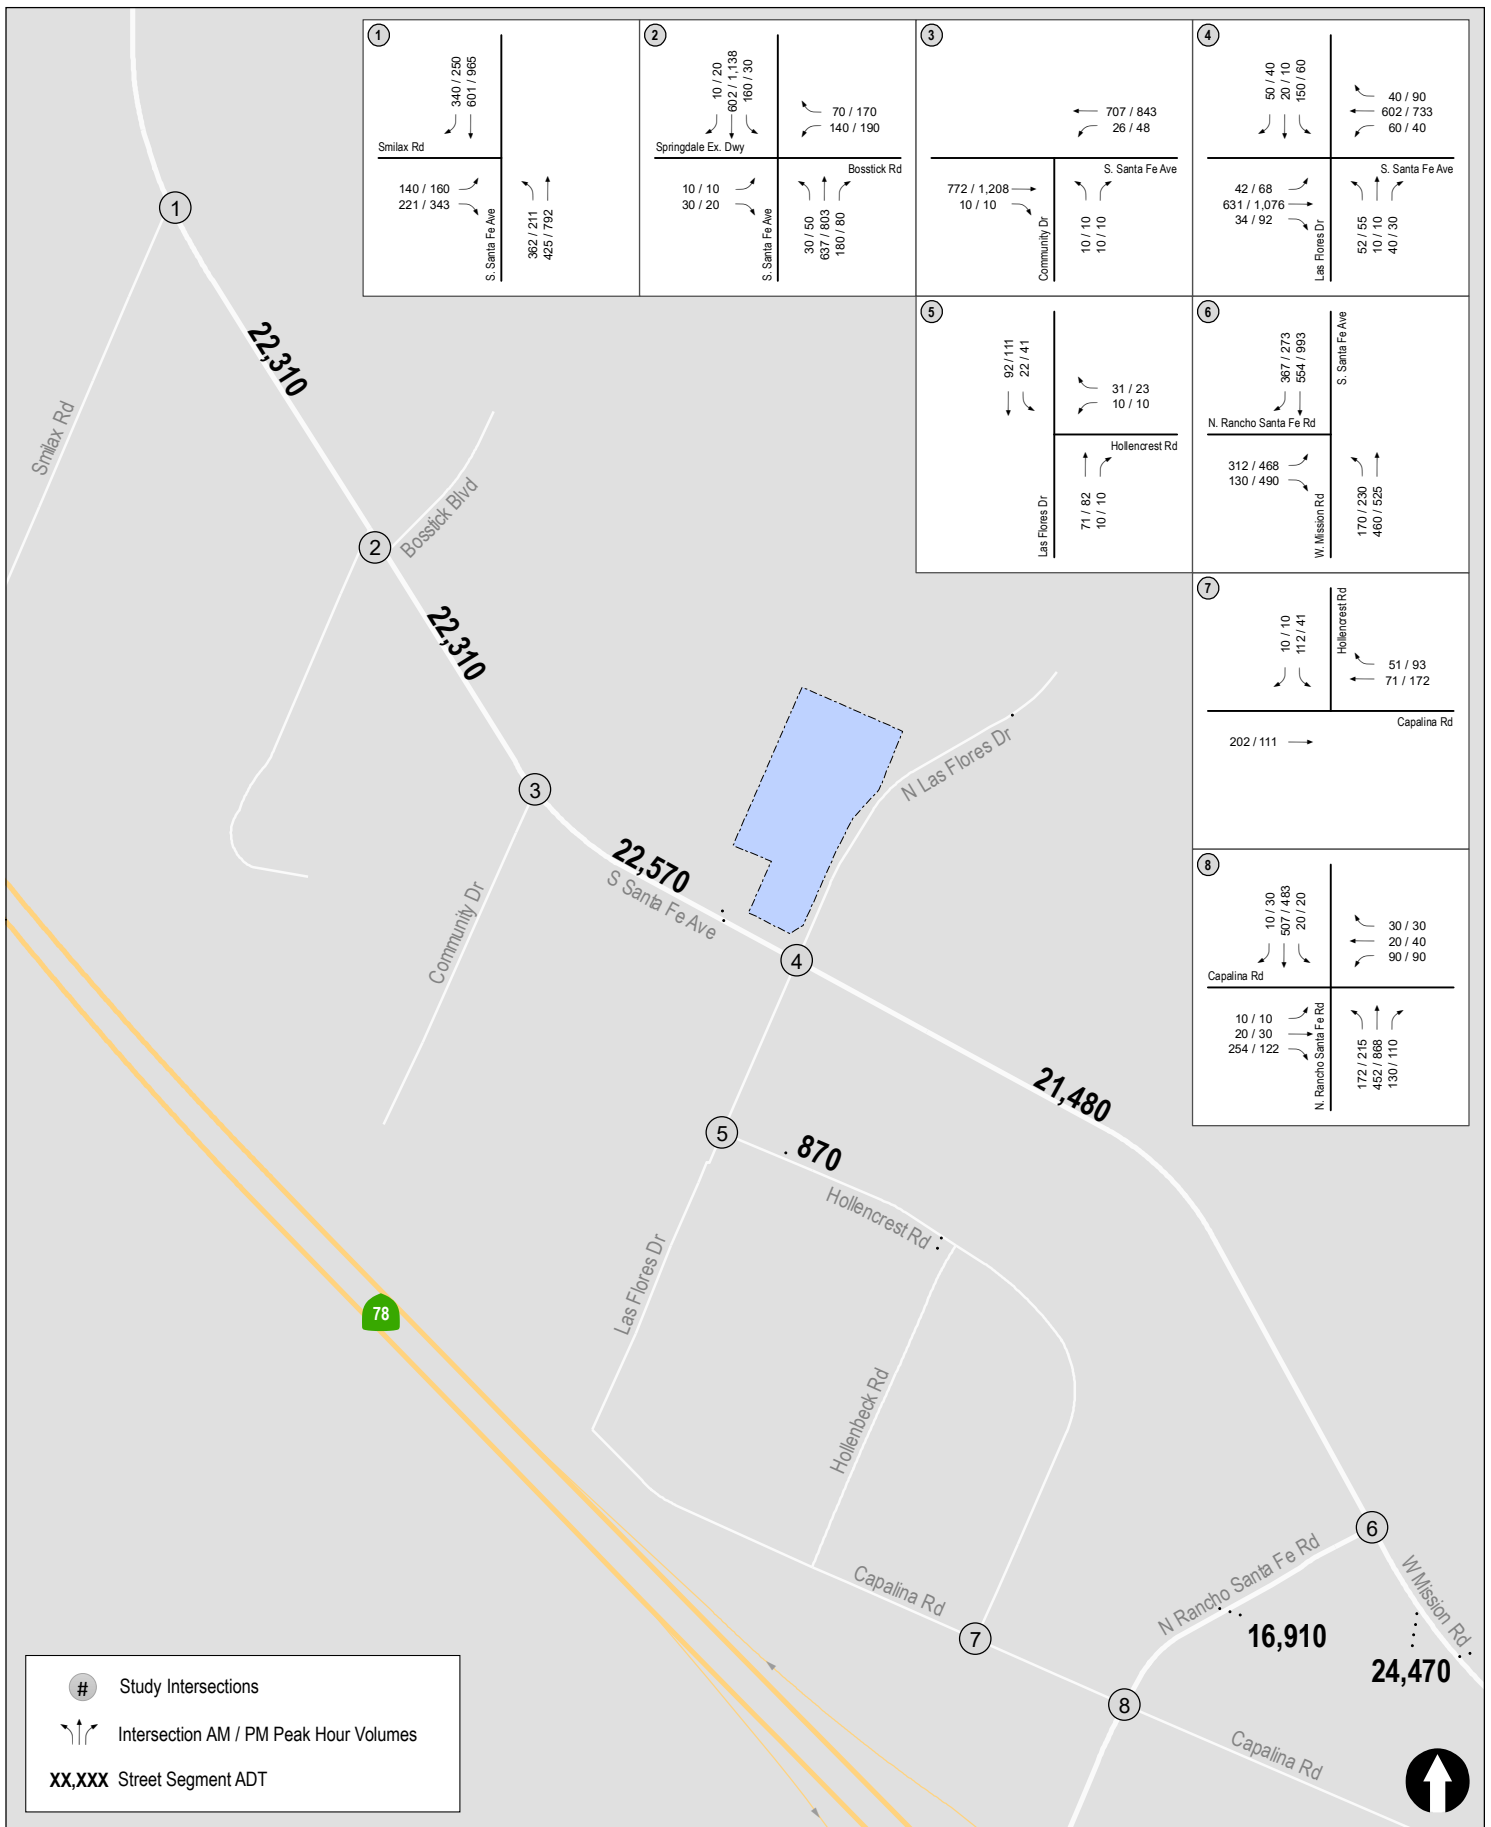 1
340 / 250
601 / 965
Smilax Rd
140 / 160
221 / 343
S. Santa Fe Ave
362 / 211
425 / 792
2
10 / 20
602 / 1,138
160 / 30
70 / 170
140 / 190
Springdale Ex. Dwy
Bosstick Rd
10 / 10
30 / 20
S. Santa Fe Ave
30 / 50
637 / 803
180 / 80
3
707 / 843
26 / 48
S. Santa Fe Ave
772 / 1,208
10 / 10
Community Dr
10 / 10
10 / 10
4
50 / 40
20 / 10
150 / 60
40 / 90
602 / 733
60 / 40
S. Santa Fe Ave
42 / 68
631 / 1,076
34 / 92
Las Flores Dr
52 / 55
10 / 10
40 / 30
5
92 / 111
22 / 41
31 / 23
10 / 10
Hollencrest Rd
Las Flores Dr
71 / 82
10 / 10
6
367 / 273
554 / 993
S. Santa Fe Ave
N. Rancho Santa Fe Rd
312 / 468
130 / 490
W. Mission Rd
170 / 230
460 / 525
7
10 / 10
112 / 41
Hollencrest Rd
51 / 93
71 / 172
Capalina Rd
202 / 111
8
10 / 30
507 / 483
20 / 20
30 / 30
20 / 40
90 / 90
Capalina Rd
10 / 10
20 / 30
254 / 122
N. Rancho Santa Fe Rd
172 / 215
452 / 868
130 / 110
1
22,310
Smilax Rd
2
Bosstick Blvd
22,310
3
N Las Flores Dr
22,570
S Santa Fe Ave
Community Dr
4
21,480
5
870
Hollencrest Rd
Las Flores Dr
78
Hollenbeck Rd
6
N Rancho Santa Fe Rd
W Mission Rd
Capalina Rd
16,910
7
24,470
8
Capalina Rd
# Study Intersections
Intersection AM / PM Peak Hour Volumes
XX,XXX Street Segment ADT